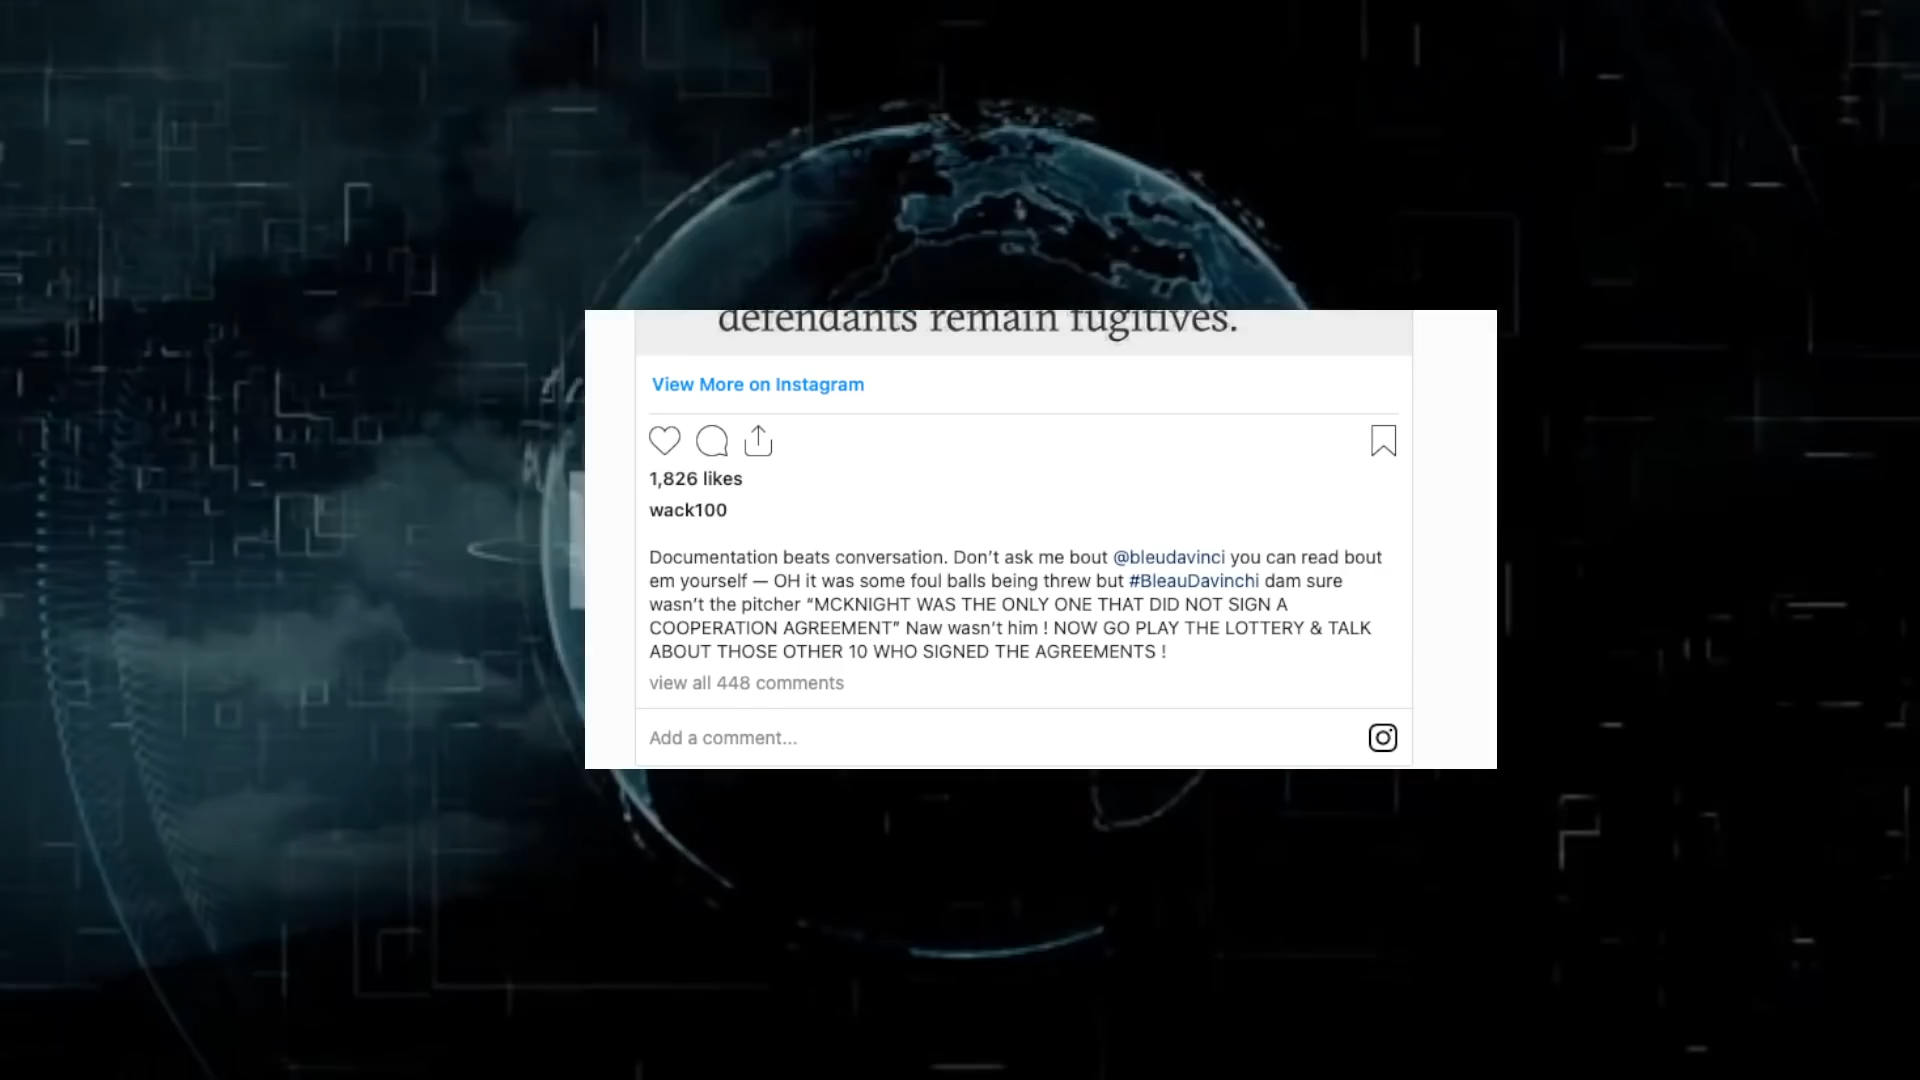 defendants remain fugitives.
View More on Instagram
1,826 likes
wack100
Documentation beats conversation. Don’t ask me bout @bleudavinci you can read bout
em yourself — OH it was some foul balls being threw but #BleauDavinchi dam sure
wasn’t the pitcher “MCKNIGHT WAS THE ONLY ONE THAT DID NOT SIGN A
COOPERATION AGREEMENT” Naw wasn’t him ! NOW GO PLAY THE LOTTERY & TALK
ABOUT THOSE OTHER 10 WHO SIGNED THE AGREEMENTS !
view all 448 comments
Add a comment...